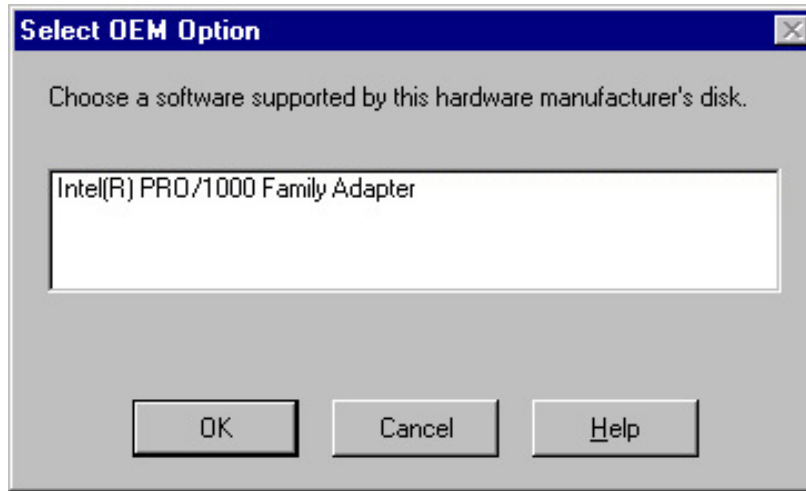 Select OEM Option
Choose a software supported by this hardware manufacturer's disk.
Intel(R) PRO/1000 Family Adapter
OK
Cancel
Help